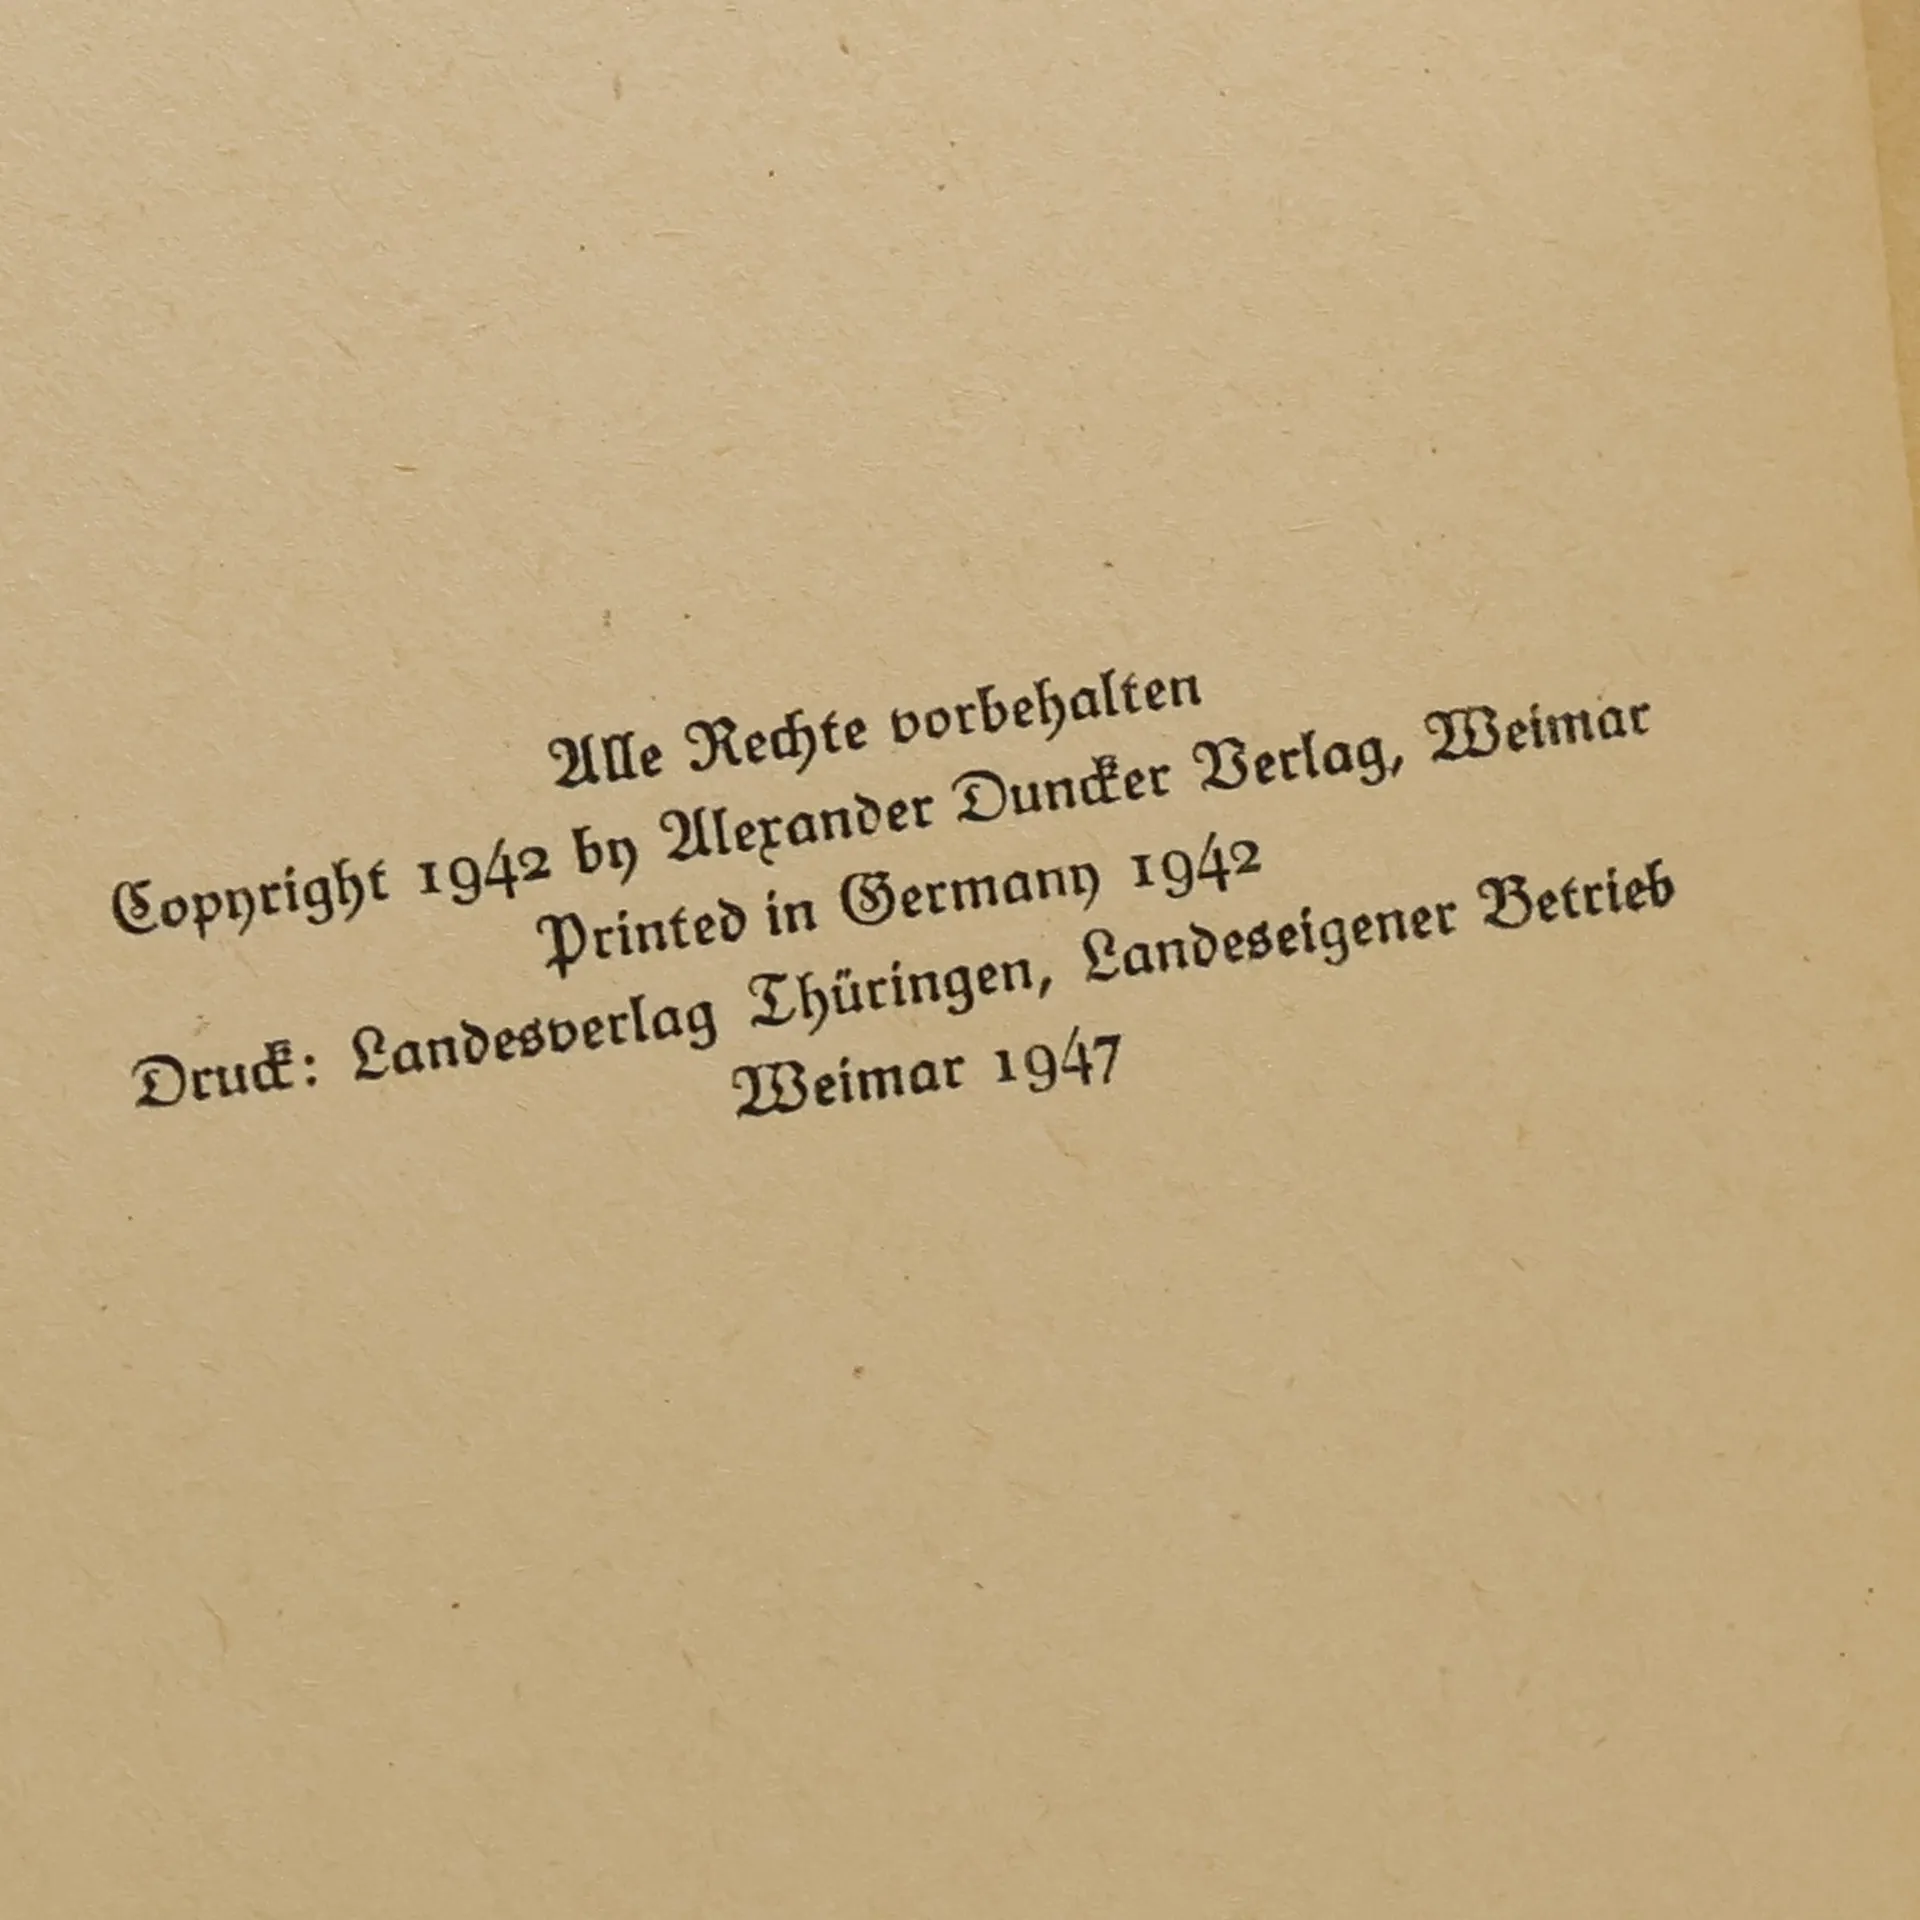 Alle Rechte vorbehalten
Copyright 1942 by Alexander Duncker Verlag, Weimar
Printed in Germany 1942
Druck: Landesverlag Thüringen, Landeseigener Betrieb
Weimar 1947